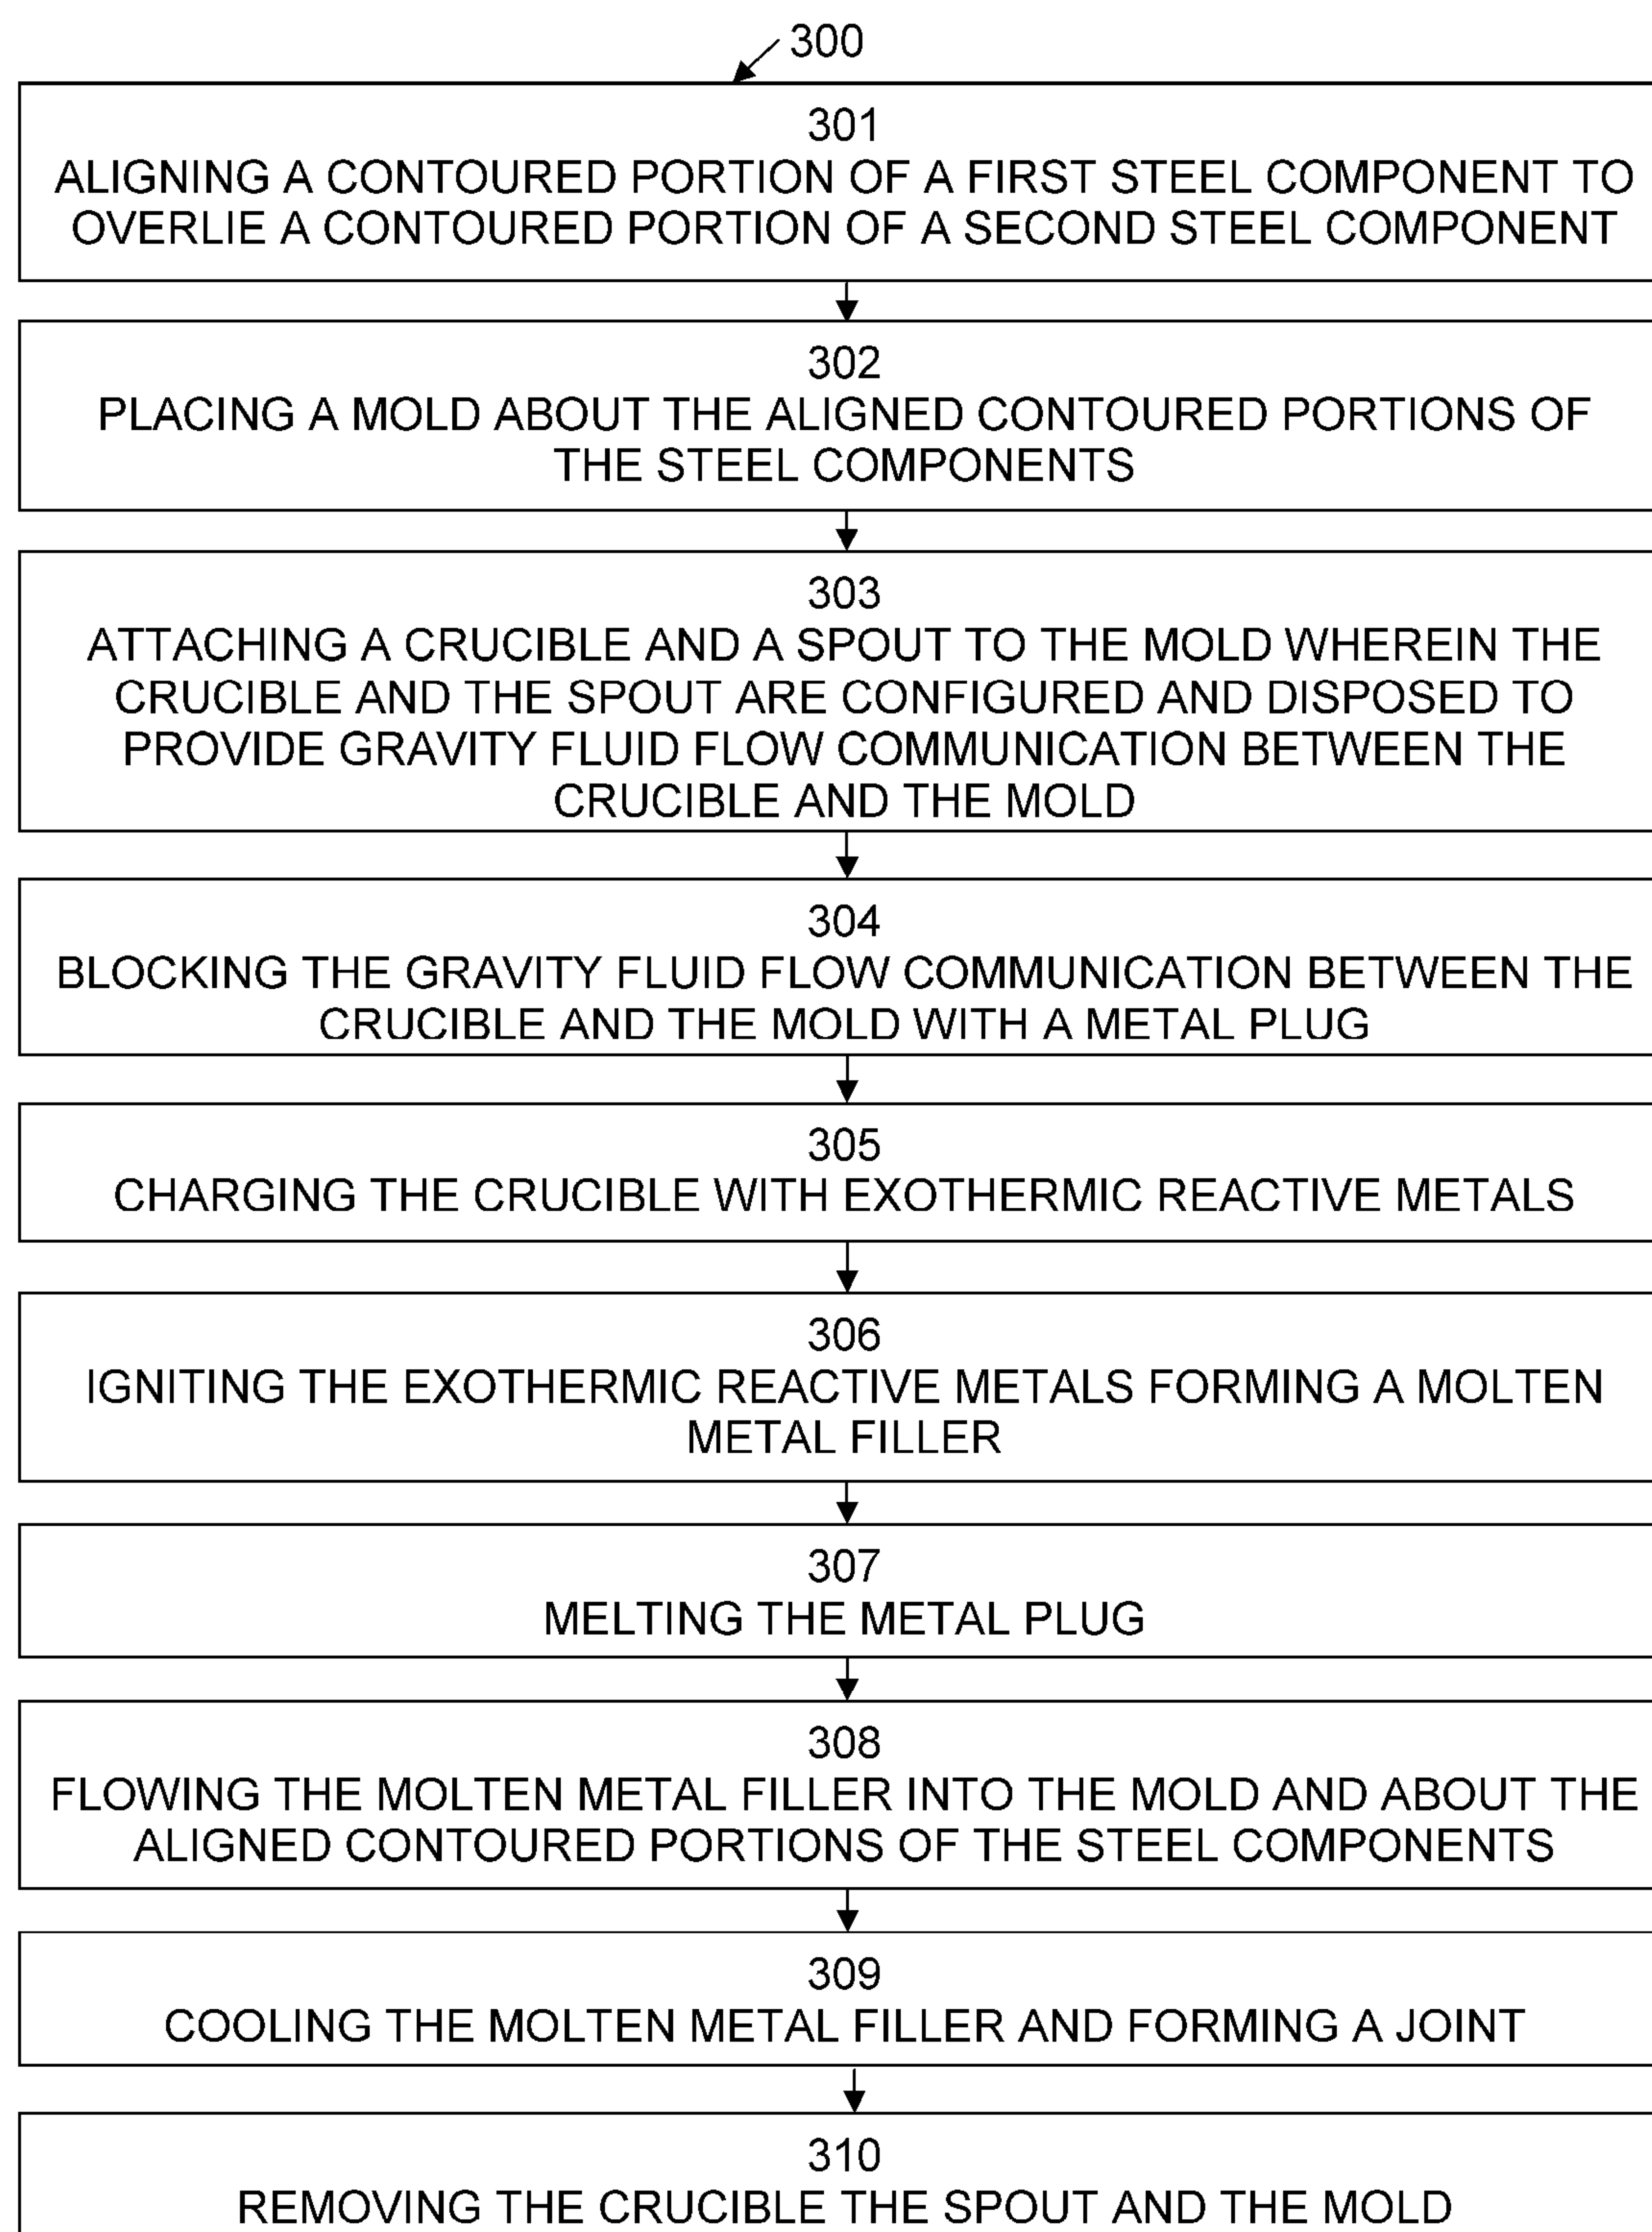 300
301
ALIGNING A CONTOURED PORTION OF A FIRST STEEL COMPONENT TO
OVERLIE A CONTOURED PORTION OF A SECOND STEEL COMPONENT
302
PLACING A MOLD ABOUT THE ALIGNED CONTOURED PORTIONS OF
THE STEEL COMPONENTS
303
ATTACHING A CRUCIBLE AND A SPOUT TO THE MOLD WHEREIN THE
CRUCIBLE AND THE SPOUT ARE CONFIGURED AND DISPOSED TO
PROVIDE GRAVITY FLUID FLOW COMMUNICATION BETWEEN THE
CRUCIBLE AND THE MOLD
304
BLOCKING THE GRAVITY FLUID FLOW COMMUNICATION BETWEEN THE
CRUCIBLE AND THE MOLD WITH A METAL PLUG
305
CHARGING THE CRUCIBLE WITH EXOTHERMIC REACTIVE METALS
306
IGNITING THE EXOTHERMIC REACTIVE METALS FORMING A MOLTEN
METAL FILLER
307
MELTING THE METAL PLUG
308
FLOWING THE MOLTEN METAL FILLER INTO THE MOLD AND ABOUT THE
ALIGNED CONTOURED PORTIONS OF THE STEEL COMPONENTS
309
COOLING THE MOLTEN METAL FILLER AND FORMING A JOINT
310
REMOVING THE CRUCIBLE THE SPOUT AND THE MOLD